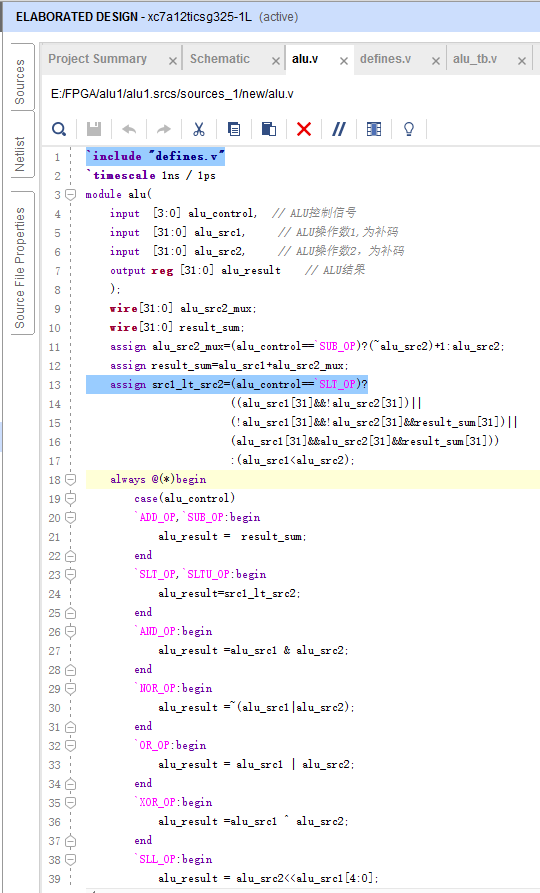 ELABORATED DESIGN - xc7a12ticsg325-1L (active)
Sources
Netlist
Source File Properties
Project Summary × Schematic × alu.v × defines.v × alu_tb.v ×
E:/FPGA/alu1/alu1.srcs/sources_1/new/alu.v
1 `include "defines.v"
2 `timescale 1ns / 1ps
3 module alu(
4 input [3:0] alu_control, // ALU控制信号
5 input [31:0] alu_src1, // ALU操作数1,为补码
6 input [31:0] alu_src2, // ALU操作数2，为补码
7 output reg [31:0] alu_result // ALU结果
8 );
9 wire[31:0] alu_src2_mux;
10 wire[31:0] result_sum;
11 assign alu_src2_mux=(alu_control==`SUB_OP)?(~alu_src2)+1:alu_src2;
12 assign result_sum=alu_src1+alu_src2_mux;
13 assign src1_lt_src2=(alu_control==`SLT_OP)?
14 ((alu_src1[31]&&!alu_src2[31])||
15 (!alu_src1[31]&&!alu_src2[31]&&result_sum[31])||
16 (alu_src1[31]&&alu_src2[31]&&result_sum[31]))
17 :(alu_src1<alu_src2);
18 always @(*)begin
19 case(alu_control)
20 `ADD_OP,`SUB_OP:begin
21 alu_result = result_sum;
22 end
23 `SLT_OP,`SLTU_OP:begin
24 alu_result=src1_lt_src2;
25 end
26 `AND_OP:begin
27 alu_result =alu_src1 & alu_src2;
28 end
29 `NOR_OP:begin
30 alu_result =~(alu_src1|alu_src2);
31 end
32 `OR_OP:begin
33 alu_result = alu_src1 | alu_src2;
34 end
35 `XOR_OP:begin
36 alu_result =alu_src1 ^ alu_src2;
37 end
38 `SLL_OP:begin
39 alu_result = alu_src2<<alu_src1[4:0];